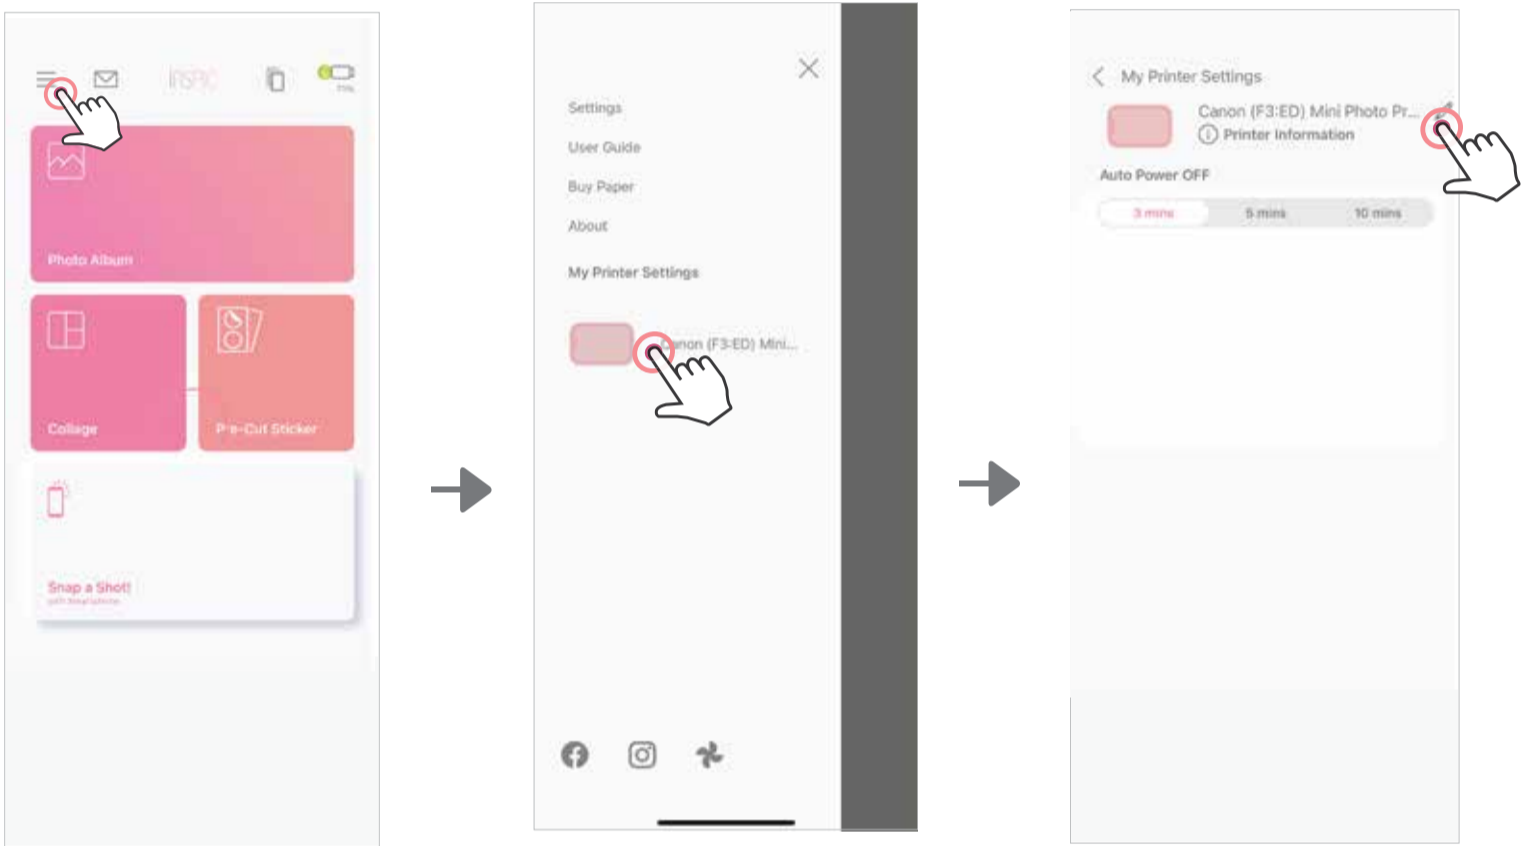 Photo Album
Collage
Pre-Cut Sticker
Snap a Shot!
Settings
User Guide
Buy Paper
About
My Printer Settings
Canon (F3:ED) Mini...
My Printer Settings
Canon (F3:ED) Mini Photo Pr...
Printer Information
Auto Power OFF
3 mins 5 mins 10 mins